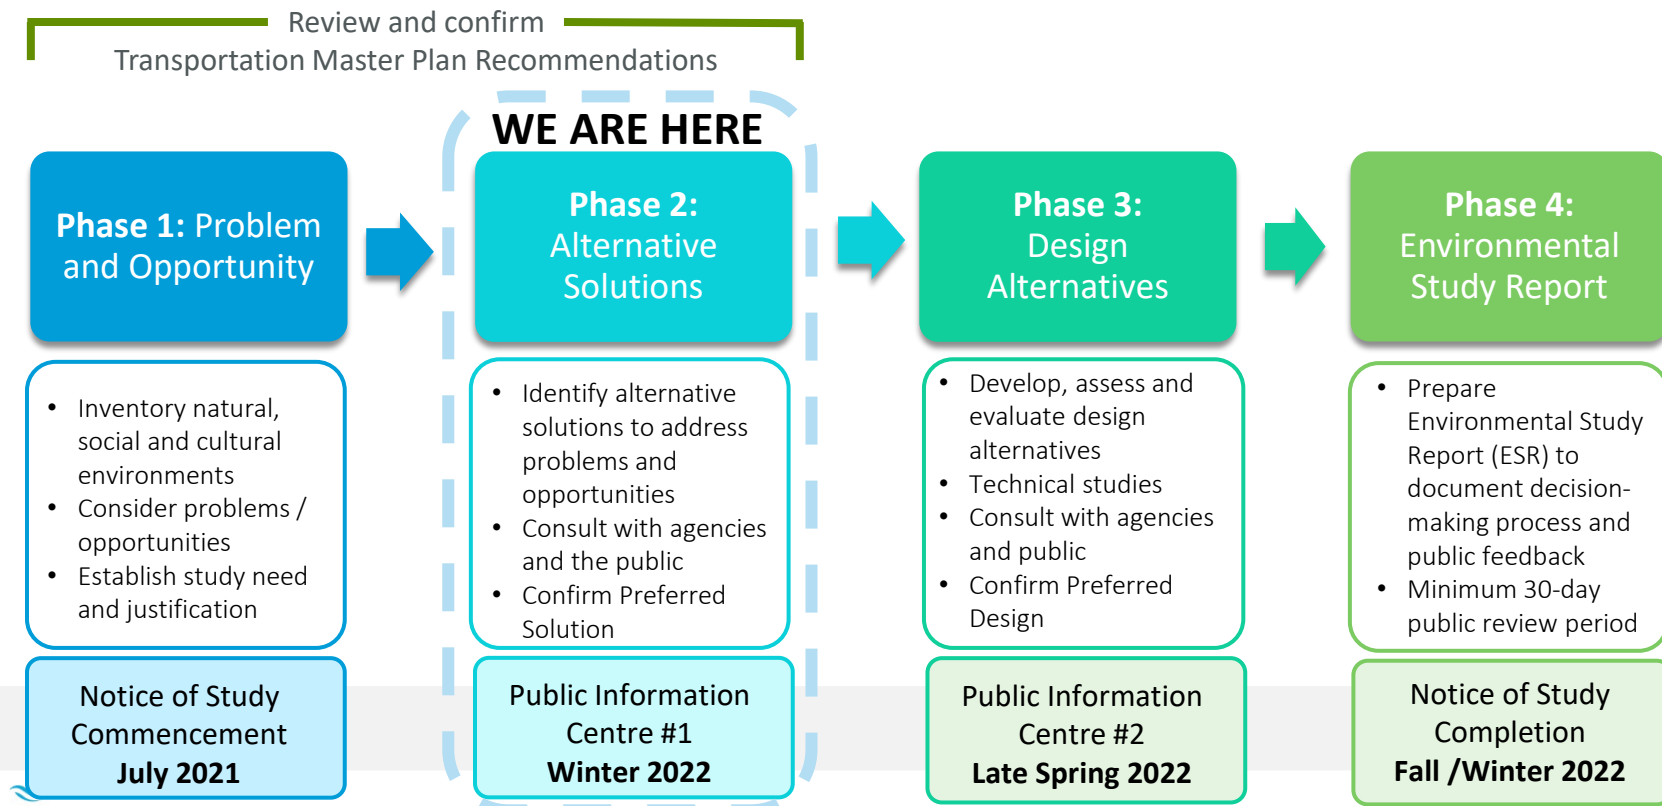 Review and confirm
Transportation Master Plan Recommendations
WE ARE HERE
Phase 1: Problem
and Opportunity
Phase 2:
Alternative
Solutions
Phase 3:
Design
Alternatives
Phase 4:
Environmental
Study Report
• Inventory natural,
social and cultural
environments
• Consider problems /
opportunities
• Establish study need
and justification
• Identify alternative
solutions to address
problems and
opportunities
• Consult with agencies
and the public
• Confirm Preferred
Solution
• Develop, assess and
evaluate design
alternatives
• Technical studies
• Consult with agencies
and public
• Confirm Preferred
Design
• Prepare
Environmental Study
Report (ESR) to
document decision-
making process and
public feedback
• Minimum 30-day
public review period
Notice of Study
Commencement
July 2021
Public Information
Centre #1
Winter 2022
Public Information
Centre #2
Late Spring 2022
Notice of Study
Completion
Fall /Winter 2022